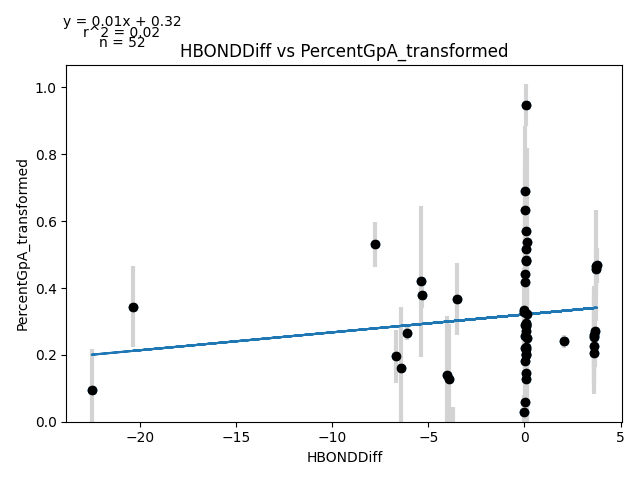 y = 0.01x + 0.32
r^2 = 0.02
n = 52
HBONDDiff vs PercentGpA_transformed
PercentGpA_transformed
1.0
0.8
0.6
0.4
0.2
0.0
−20
−15
−10
−5
0
5
HBONDDiff